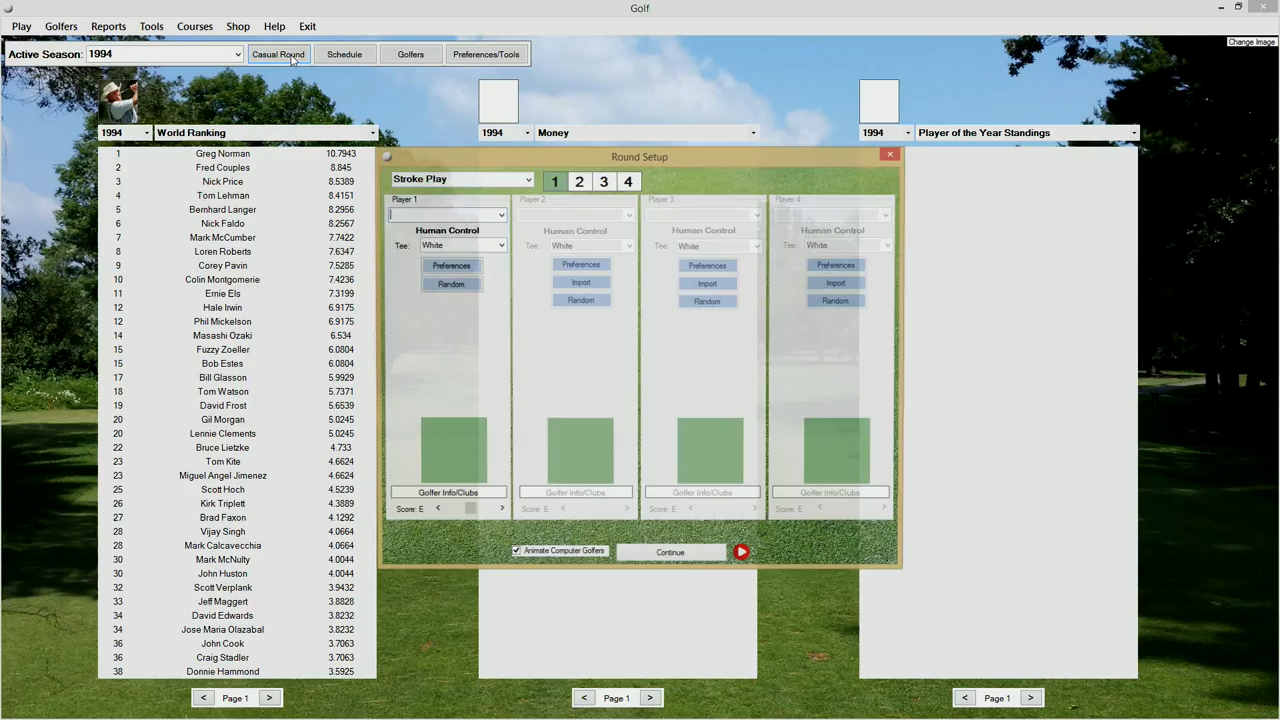 Golf
Play Golfers Reports Tools Courses Shop Help Exit
Active Season: 1994 Casual Round Schedule Golfers Preferences/Tools
Change Image
1994 World Ranking
1994 Money
1994 Player of the Year Standings
1 Greg Norman 10.7943
2 Fred Couples 8.845
3 Nick Price 8.5389
4 Tom Lehman 8.4151
5 Bernhard Langer 8.2956
6 Nick Faldo 8.2567
7 Mark McCumber 7.7422
8 Loren Roberts 7.6347
9 Corey Pavin 7.5285
10 Colin Montgomerie 7.4236
11 Ernie Els 7.3199
12 Hale Irwin 6.9175
12 Phil Mickelson 6.9175
14 Masashi Ozaki 6.534
15 Fuzzy Zoeller 6.0804
15 Bob Estes 6.0804
17 Bill Glasson 5.9929
18 Tom Watson 5.7371
19 David Frost 5.6539
20 Gil Morgan 5.0245
20 Lennie Clements 5.0245
22 Bruce Lietzke 4.733
23 Tom Kite 4.6624
23 Miguel Angel Jimenez 4.6624
25 Scott Hoch 4.5239
26 Kirk Triplett 4.3889
27 Brad Faxon 4.1292
28 Vijay Singh 4.0664
28 Mark Calcavecchia 4.0664
30 Mark McNulty 4.0044
30 John Huston 4.0044
32 Scott Verplank 3.9432
33 Jeff Maggert 3.8828
34 David Edwards 3.8232
34 Jose Maria Olazabal 3.8232
36 John Cook 3.7063
36 Craig Stadler 3.7063
38 Donnie Hammond 3.5925
Round Setup
Stroke Play 1 2 3 4
Player 1 Player 2 Player 3 Player 4
Human Control Human Control Human Control Human Control
Tee: White Tee: White Tee: White Tee: White
Preferences Preferences Preferences Preferences
Random Import Import Import
Random Random Random
Golfer Info/Clubs Golfer Info/Clubs Golfer Info/Clubs Golfer Info/Clubs
Score: E < > Score: E < > Score: E < > Score: E < >
Animate Computer Golfers Continue
< Page 1 > < Page 1 > < Page 1 >